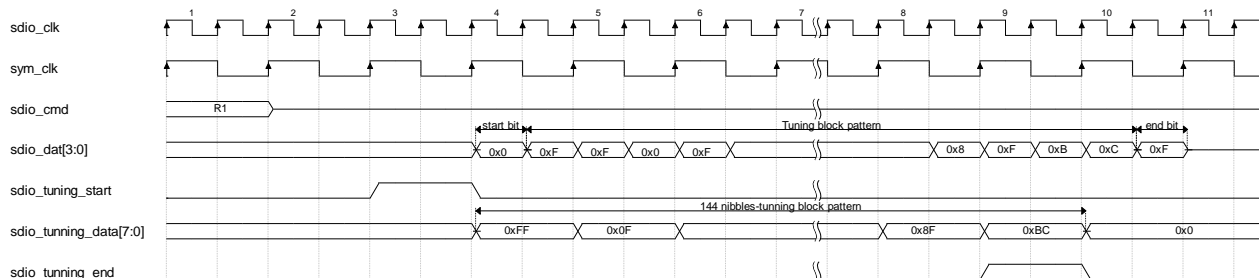 1 2 3 4 5 6 7 8 9 10 11
sdio_clk
sym_clk
sdio_cmd R1
start bit Tuning block pattern end bit
sdio_dat[3:0] 0x0 0xF 0xF 0x0 0xF 0x8 0xF 0xB 0xC 0xF
sdio_tuning_start
144 nibbles-tunning block pattern
sdio_tunning_data[7:0] 0xFF 0x0F 0x8F 0xBC 0x0
sdio_tunning_end